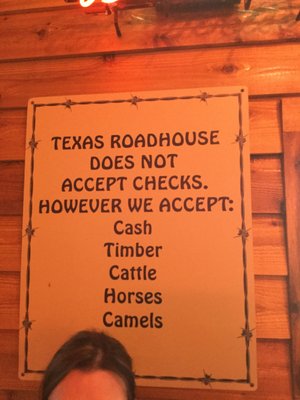 TEXAS ROADHOUSE
DOES NOT
ACCEPT CHECKS.
HOWEVER WE ACCEPT:
Cash
Timber
Cattle
Horses
Camels